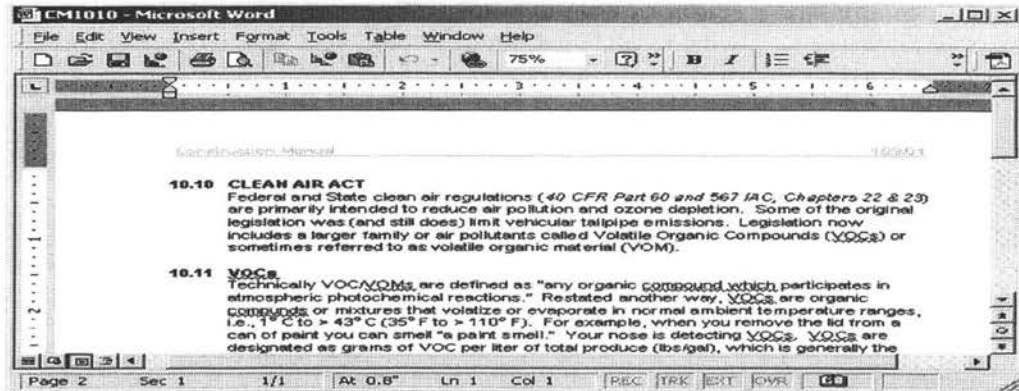 CM1010 - Microsoft Word
File Edit View Insert Format Tools Table Window Help
75% B I
1 2 3 4 5 6
Construction Manual
10.10 CLEAN AIR ACT
Federal and State clean air regulations (40 CFR Part 60 and 567 IAC, Chapters 22 & 23)
are primarily intended to reduce air pollution and ozone depletion. Some of the original
legislation was (and still does) limit vehicular tailpipe emissions. Legislation now
includes a larger family or air pollutants called Volatile Organic Compounds (VOCs) or
sometimes referred to as volatile organic material (VOM).
10.11 VOCs
Technically VOC/VOMs are defined as "any organic compound which participates in
atmospheric photochemical reactions." Restated another way, VOCs are organic
compunds or mixtures that volatize or evaporate in normal ambient temperature ranges,
i.e., 1° C to > 43° C (35° F to > 110° F). For example, when you remove the lid from a
can of paint you can smell "a paint smell." Your nose is detecting VOCs. VOCs are
designated as grams of VOC per liter of total produce (lbs/gal), which is generally the
Page 2 Sec 1 1/1 At 0.8" Ln 1 Col 1 REC TRK EXT OVR